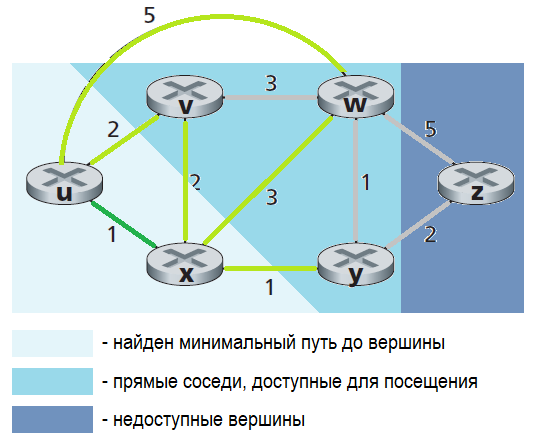 5
v
3
w
2
5
2
u
3
1
z
1
2
x
1
y
- найден минимальный путь до вершины
- прямые соседи, доступные для посещения
- недоступные вершины